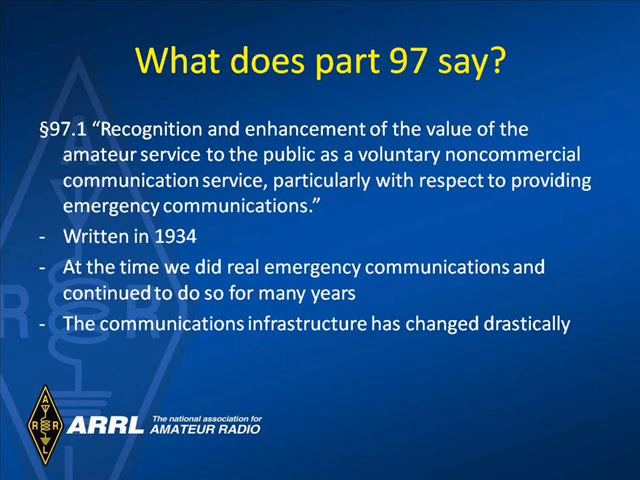 What does part 97 say?
§97.1 “Recognition and enhancement of the value of the
amateur service to the public as a voluntary noncommercial
communication service, particularly with respect to providing
emergency communications.”
- Written in 1934
- At the time we did real emergency communications and
continued to do so for many years
- The communications infrastructure has changed drastically
A
R R
L
ARRL The national association for
AMATEUR RADIO